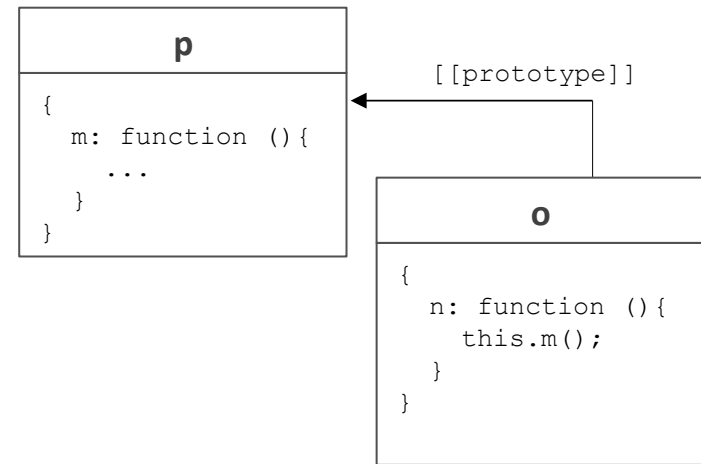 p
{
  m: function (){
    ...
  }
}
[[prototype]]
o
{
  n: function (){
    this.m();
  }
}